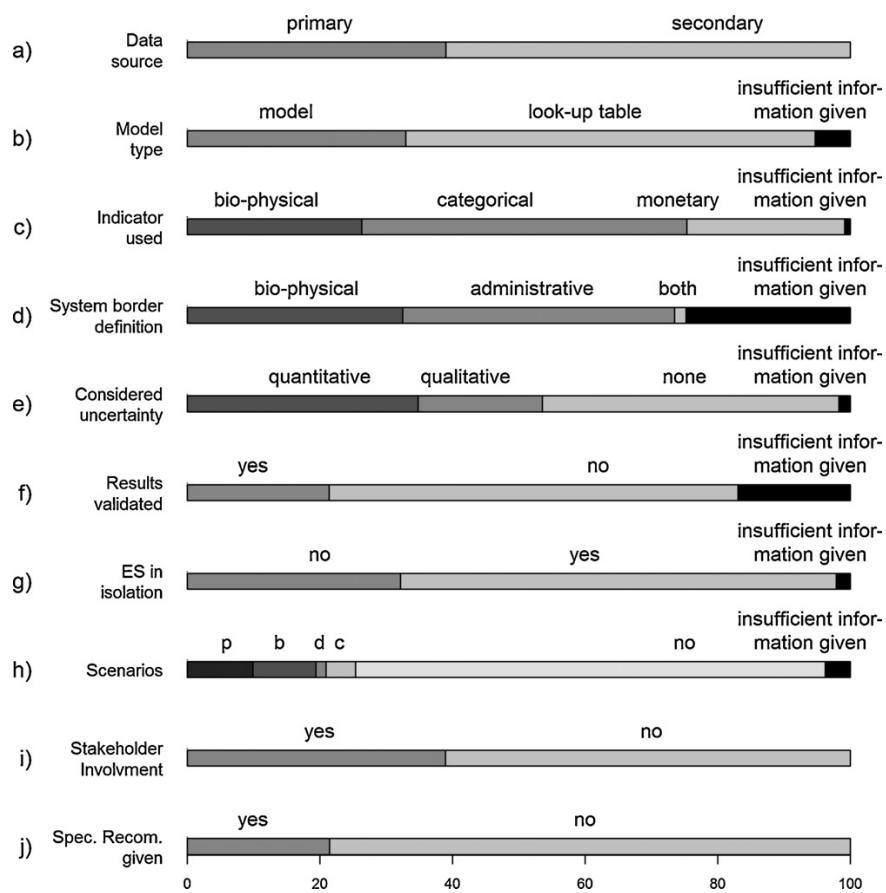 primary secondary
a) Data
source
insufficient infor-
model look-up table mation given
b) Model
type
insufficient infor-
bio-physical categorical monetary mation given
c) Indicator
used
insufficient infor-
bio-physical administrative both mation given
d) System border
definition
insufficient infor-
quantitative qualitative none mation given
e) Considered
uncertainty
insufficient infor-
yes no mation given
f) Results
validated
insufficient infor-
no yes mation given
g) ES in
isolation
insufficient infor-
p b d c no mation given
h) Scenarios
yes no
i) Stakeholder
Involvment
yes no
j) Spec. Recom.
given
0 20 40 60 80 100